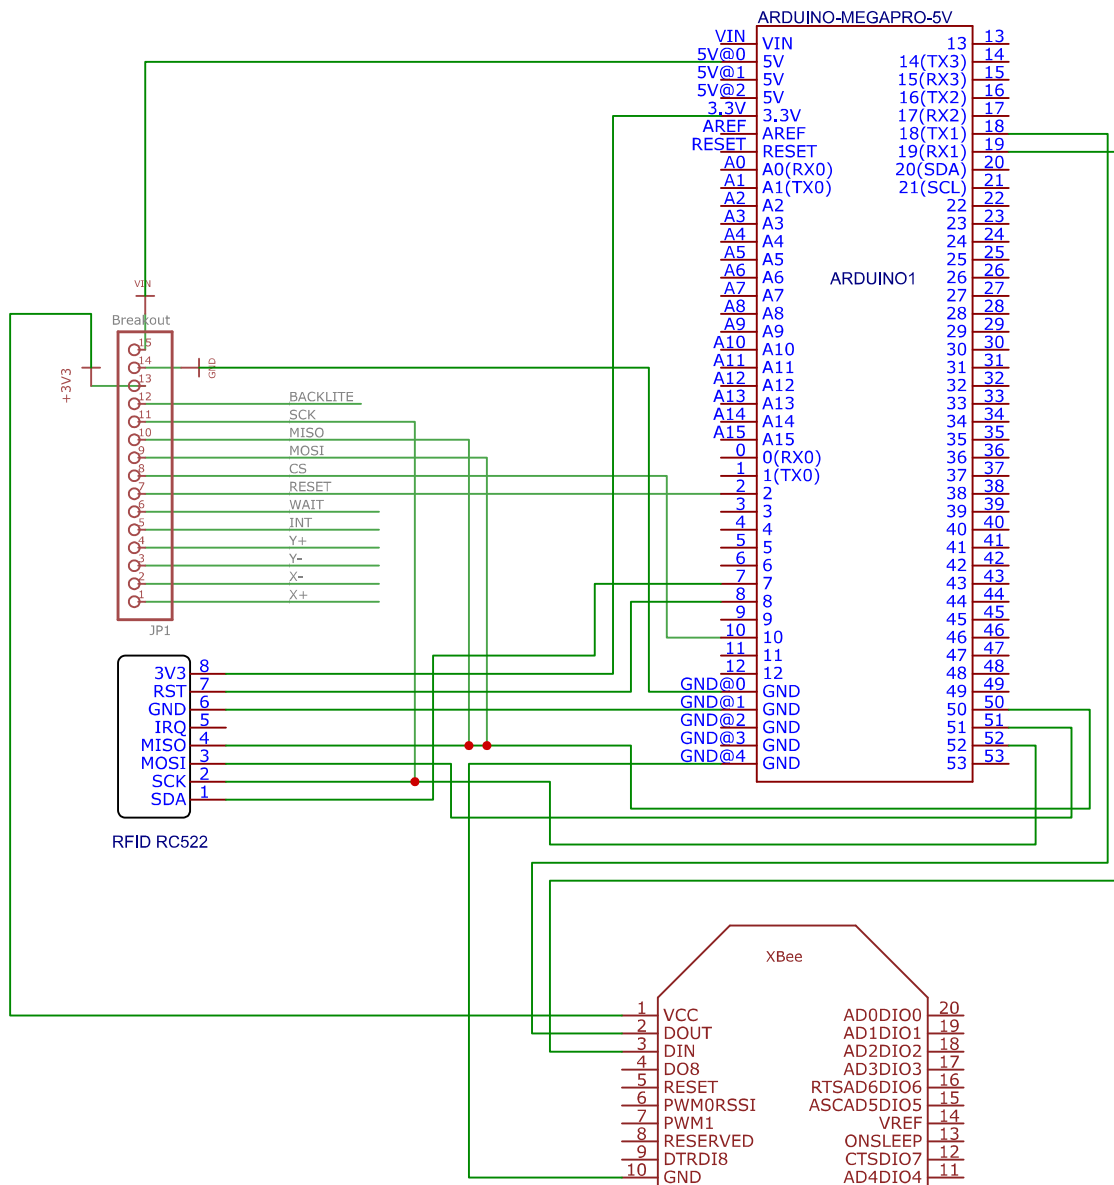 ARDUINO-MEGAPRO-5V
VIN VIN 13 13
5V@0 5V 14(TX3) 14
5V@1 5V 15(RX3) 15
5V@2 5V 16(TX2) 16
3.3V 3.3V 17(RX2) 17
AREF AREF 18(TX1) 18
RESET RESET 19(RX1) 19
A0 A0(RX0) 20(SDA) 20
A1 A1(TX0) 21(SCL) 21
A2 A2 22 22
A3 A3 23 23
A4 A4 24 24
A5 A5 25 25
A6 A6 26 26
ARDUINO1
A7 A7 27 27
A8 A8 28 28
A9 A9 29 29
A10 A10 30 30
A11 A11 31 31
A12 A12 32 32
A13 A13 33 33
A14 A14 34 34
A15 A15 35 35
0 0(RX0) 36 36
1 1(TX0) 37 37
2 2 38 38
3 3 39 39
4 4 40 40
5 5 41 41
6 6 42 42
7 7 43 43
8 8 44 44
9 9 45 45
10 10 46 46
11 11 47 47
12 12 48 48
GND@0 GND 49 49
GND@1 GND 50 50
GND@2 GND 51 51
GND@3 GND 52 52
GND@4 GND 53 53
VIN
Breakout
15
14 GND
+3V3 13
12 BACKLITE
11 SCK
10 MISO
9 MOSI
8 CS
7 RESET
6 WAIT
5 INT
4 Y+
3 Y-
2 X-
1 X+
JP1
3V3 8
RST 7
GND 6
IRQ 5
MISO 4
MOSI 3
SCK 2
SDA 1
RFID RC522
XBee
1 VCC AD0DIO0 20
2 DOUT AD1DIO1 19
3 DIN AD2DIO2 18
4 DO8 AD3DIO3 17
5 RESET RTSAD6DIO6 16
6 PWM0RSSI ASCAD5DIO5 15
7 PWM1 VREF 14
8 RESERVED ONSLEEP 13
9 DTRDI8 CTSDIO7 12
10 GND AD4DIO4 11